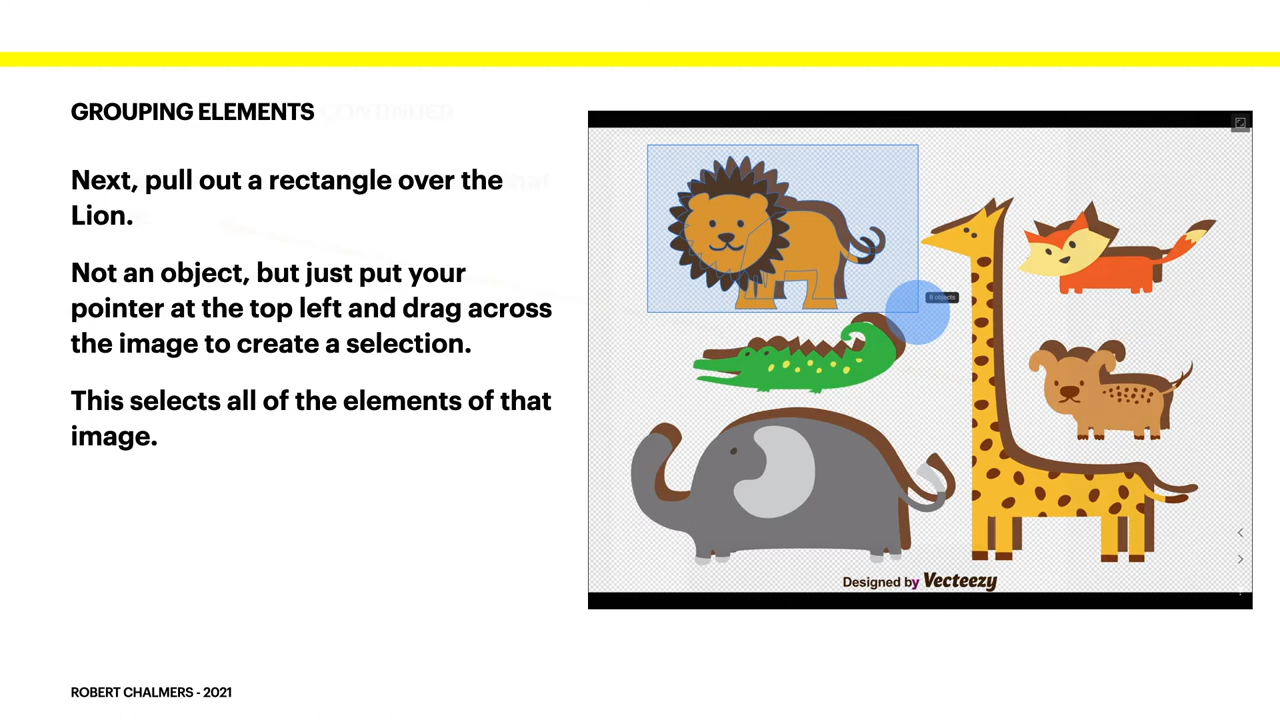 GROUPING ELEMENTS
Next, pull out a rectangle over the
Lion.
Not an object, but just put your
pointer at the top left and drag across
the image to create a selection.
This selects all of the elements of that
image.
8 objects
Designed by Vecteezy
ROBERT CHALMERS - 2021